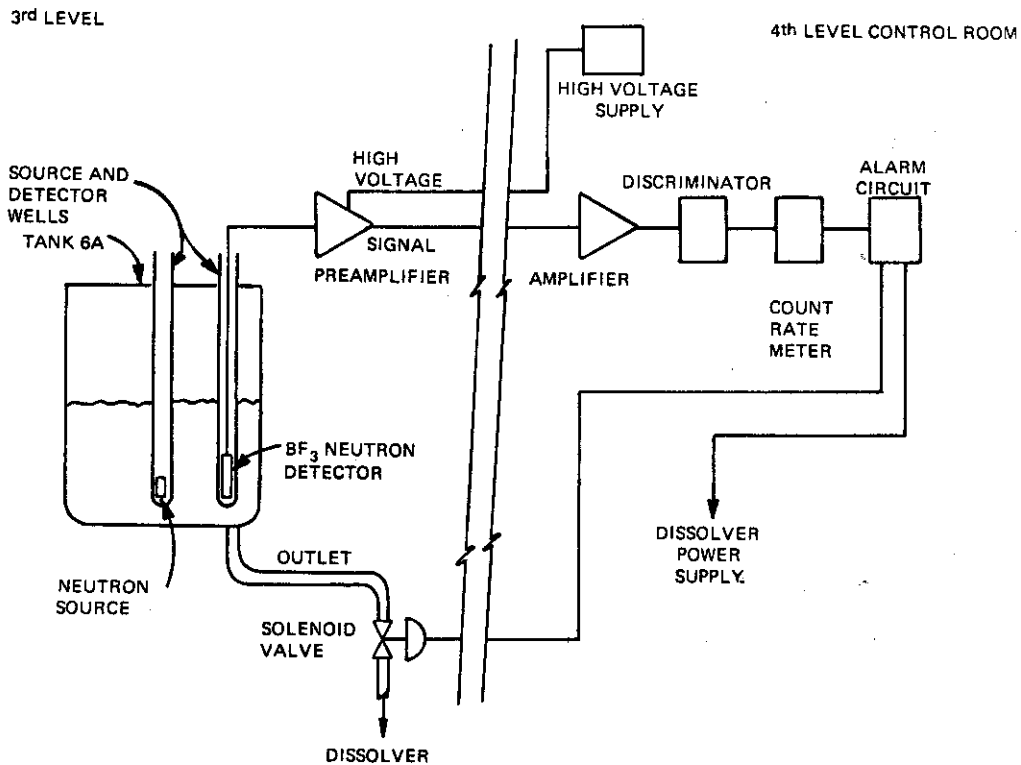 3rd LEVEL
4th LEVEL CONTROL ROOM
HIGH VOLTAGE
SUPPLY
SOURCE AND
DETECTOR
WELLS
TANK 6A
HIGH
VOLTAGE
SIGNAL
PREAMPLIFIER
AMPLIFIER
DISCRIMINATOR
COUNT
RATE
METER
ALARM
CIRCUIT
BF3 NEUTRON
DETECTOR
NEUTRON
SOURCE
OUTLET
SOLENOID
VALVE
DISSOLVER
DISSOLVER
POWER
SUPPLY.